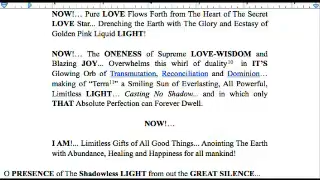 NOW!… Pure LOVE Flows Forth from The Heart of The Secret
LOVE Star... Drenching the Earth with The Glory and Ecstasy of
Golden Pink Liquid LIGHT!
NOW!... The ONENESS of Supreme LOVE-WISDOM and
Blazing JOY... Overwhelms this whirl of duality¹⁰ in IT'S
Glowing Orb of Transmutation, Reconciliation and Dominion…
making of "Term¹¹" a Smiling Sun of Everlasting, All Powerful,
Limitless LIGHT… Casting No Shadow.. and in which only
THAT Absolute Perfection can Forever Dwell.
NOW!…
I AM!... Limitless Gifts of All Good Things... Anointing The Earth
with Abundance, Healing and Happiness for all mankind!
O PRESENCE of The Shadowless LIGHT from out the GREAT SILENCE...